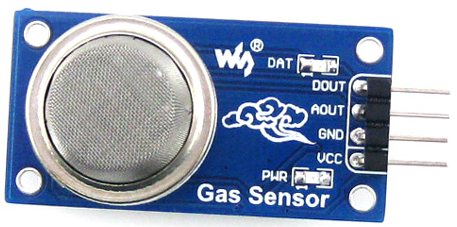 DAT
DOUT
AOUT
GND
VCC
PWR
Gas Sensor